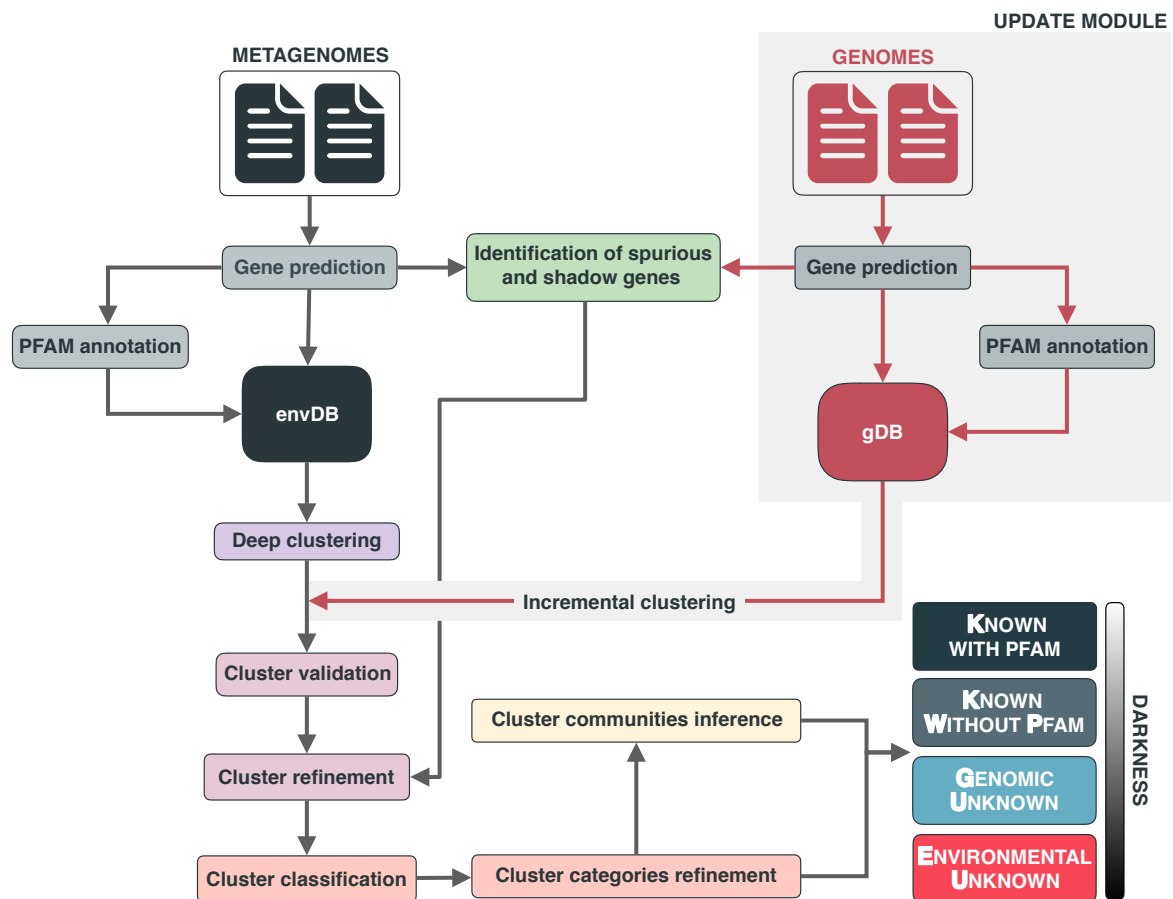 UPDATE MODULE
METAGENOMES
GENOMES
Gene prediction
Identification of spurious
and shadow genes
Gene prediction
PFAM annotation
PFAM annotation
envDB
gDB
Deep clustering
Incremental clustering
Cluster validation
Cluster refinement
Cluster classification
Cluster communities inference
Cluster categories refinement
KNOWN
WITH PFAM
KNOWN
WITHOUT PFAM
GENOMIC
UNKNOWN
ENVIRONMENTAL
UNKNOWN
DARKNESS